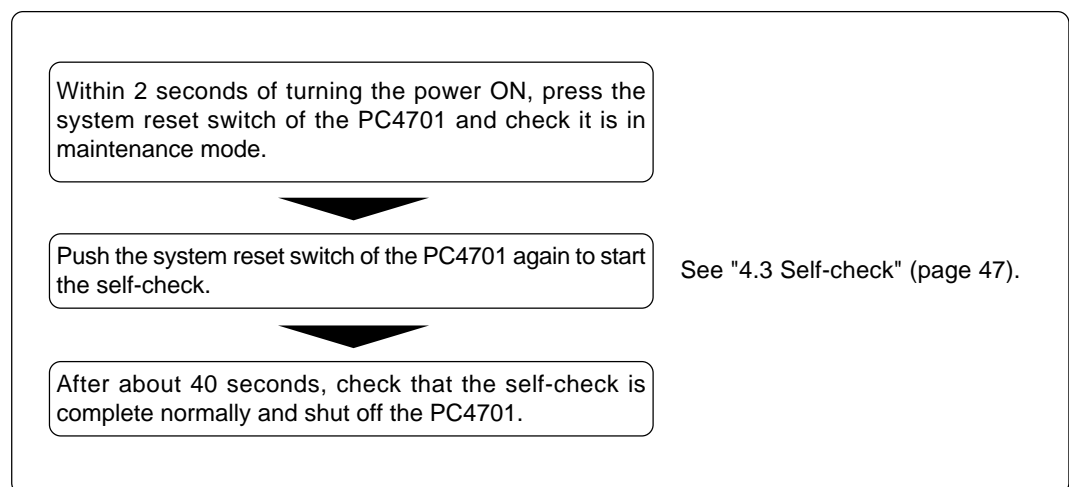 Within 2 seconds of turning the power ON, press the
system reset switch of the PC4701 and check it is in
maintenance mode.
Push the system reset switch of the PC4701 again to start
the self-check.
See "4.3 Self-check" (page 47).
After about 40 seconds, check that the self-check is
complete normally and shut off the PC4701.